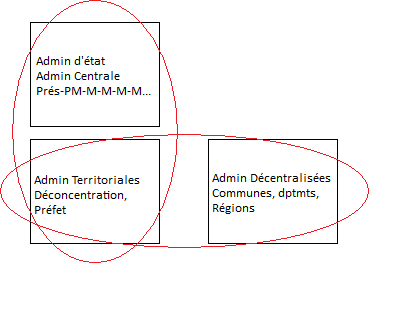 Admin d'état
Admin Centrale
Prés-PM-M-M-M-M...
Admin Territoriales
Déconcentration,
Préfet
Admin Décentralisées
Communes, dptmts,
Régions